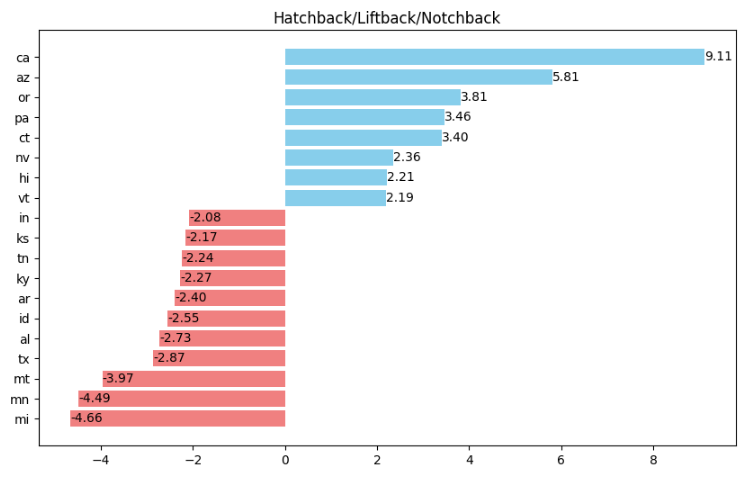 Hatchback/Liftback/Notchback
ca 9.11
az 5.81
or 3.81
pa 3.46
ct 3.40
nv 2.36
hi 2.21
vt 2.19
in -2.08
ks -2.17
tn -2.24
ky -2.27
ar -2.40
id -2.55
al -2.73
tx -2.87
mt -3.97
mn -4.49
mi -4.66
−4 −2 0 2 4 6 8